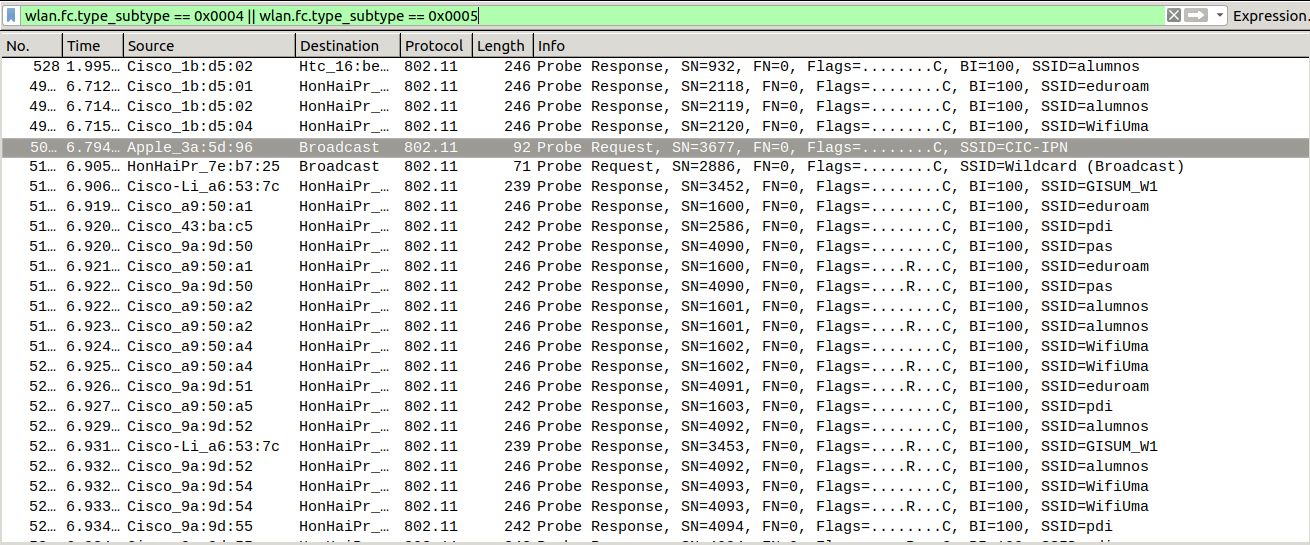 wlan.fc.type_subtype == 0x0004 || wlan.fc.type_subtype == 0x0005 Expression.
No. Time Source Destination Protocol Length Info
528 1.995… Cisco_1b:d5:02 Htc_16:be… 802.11 246 Probe Response, SN=932, FN=0, Flags=........C, BI=100, SSID=alumnos
49… 6.712… Cisco_1b:d5:01 HonHaiPr_… 802.11 246 Probe Response, SN=2118, FN=0, Flags=........C, BI=100, SSID=eduroam
49… 6.714… Cisco_1b:d5:02 HonHaiPr_… 802.11 246 Probe Response, SN=2119, FN=0, Flags=........C, BI=100, SSID=alumnos
49… 6.715… Cisco_1b:d5:04 HonHaiPr_… 802.11 246 Probe Response, SN=2120, FN=0, Flags=........C, BI=100, SSID=WifiUma
50… 6.794… Apple_3a:5d:96 Broadcast 802.11 92 Probe Request, SN=3677, FN=0, Flags=........C, SSID=CIC-IPN
51… 6.905… HonHaiPr_7e:b7:25 Broadcast 802.11 71 Probe Request, SN=2886, FN=0, Flags=........C, SSID=Wildcard (Broadcast)
51… 6.906… Cisco-Li_a6:53:7c HonHaiPr_… 802.11 239 Probe Response, SN=3452, FN=0, Flags=........C, BI=100, SSID=GISUM_W1
51… 6.919… Cisco_a9:50:a1 HonHaiPr_… 802.11 246 Probe Response, SN=1600, FN=0, Flags=........C, BI=100, SSID=eduroam
51… 6.920… Cisco_43:ba:c5 HonHaiPr_… 802.11 242 Probe Response, SN=2586, FN=0, Flags=........C, BI=100, SSID=pdi
51… 6.920… Cisco_9a:9d:50 HonHaiPr_… 802.11 242 Probe Response, SN=4090, FN=0, Flags=........C, BI=100, SSID=pas
51… 6.921… Cisco_a9:50:a1 HonHaiPr_… 802.11 246 Probe Response, SN=1600, FN=0, Flags=....R...C, BI=100, SSID=eduroam
51… 6.922… Cisco_9a:9d:50 HonHaiPr_… 802.11 242 Probe Response, SN=4090, FN=0, Flags=....R...C, BI=100, SSID=pas
51… 6.922… Cisco_a9:50:a2 HonHaiPr_… 802.11 246 Probe Response, SN=1601, FN=0, Flags=........C, BI=100, SSID=alumnos
51… 6.923… Cisco_a9:50:a2 HonHaiPr_… 802.11 246 Probe Response, SN=1601, FN=0, Flags=....R...C, BI=100, SSID=alumnos
51… 6.924… Cisco_a9:50:a4 HonHaiPr_… 802.11 246 Probe Response, SN=1602, FN=0, Flags=........C, BI=100, SSID=WifiUma
52… 6.925… Cisco_a9:50:a4 HonHaiPr_… 802.11 246 Probe Response, SN=1602, FN=0, Flags=....R...C, BI=100, SSID=WifiUma
52… 6.926… Cisco_9a:9d:51 HonHaiPr_… 802.11 246 Probe Response, SN=4091, FN=0, Flags=........C, BI=100, SSID=eduroam
52… 6.927… Cisco_a9:50:a5 HonHaiPr_… 802.11 242 Probe Response, SN=1603, FN=0, Flags=........C, BI=100, SSID=pdi
52… 6.929… Cisco_9a:9d:52 HonHaiPr_… 802.11 246 Probe Response, SN=4092, FN=0, Flags=........C, BI=100, SSID=alumnos
52… 6.931… Cisco-Li_a6:53:7c HonHaiPr_… 802.11 239 Probe Response, SN=3453, FN=0, Flags=....R...C, BI=100, SSID=GISUM_W1
52… 6.932… Cisco_9a:9d:52 HonHaiPr_… 802.11 246 Probe Response, SN=4092, FN=0, Flags=....R...C, BI=100, SSID=alumnos
52… 6.932… Cisco_9a:9d:54 HonHaiPr_… 802.11 246 Probe Response, SN=4093, FN=0, Flags=........C, BI=100, SSID=WifiUma
52… 6.933… Cisco_9a:9d:54 HonHaiPr_… 802.11 246 Probe Response, SN=4093, FN=0, Flags=....R...C, BI=100, SSID=WifiUma
52… 6.934… Cisco_9a:9d:55 HonHaiPr_… 802.11 242 Probe Response, SN=4094, FN=0, Flags=........C, BI=100, SSID=pdi